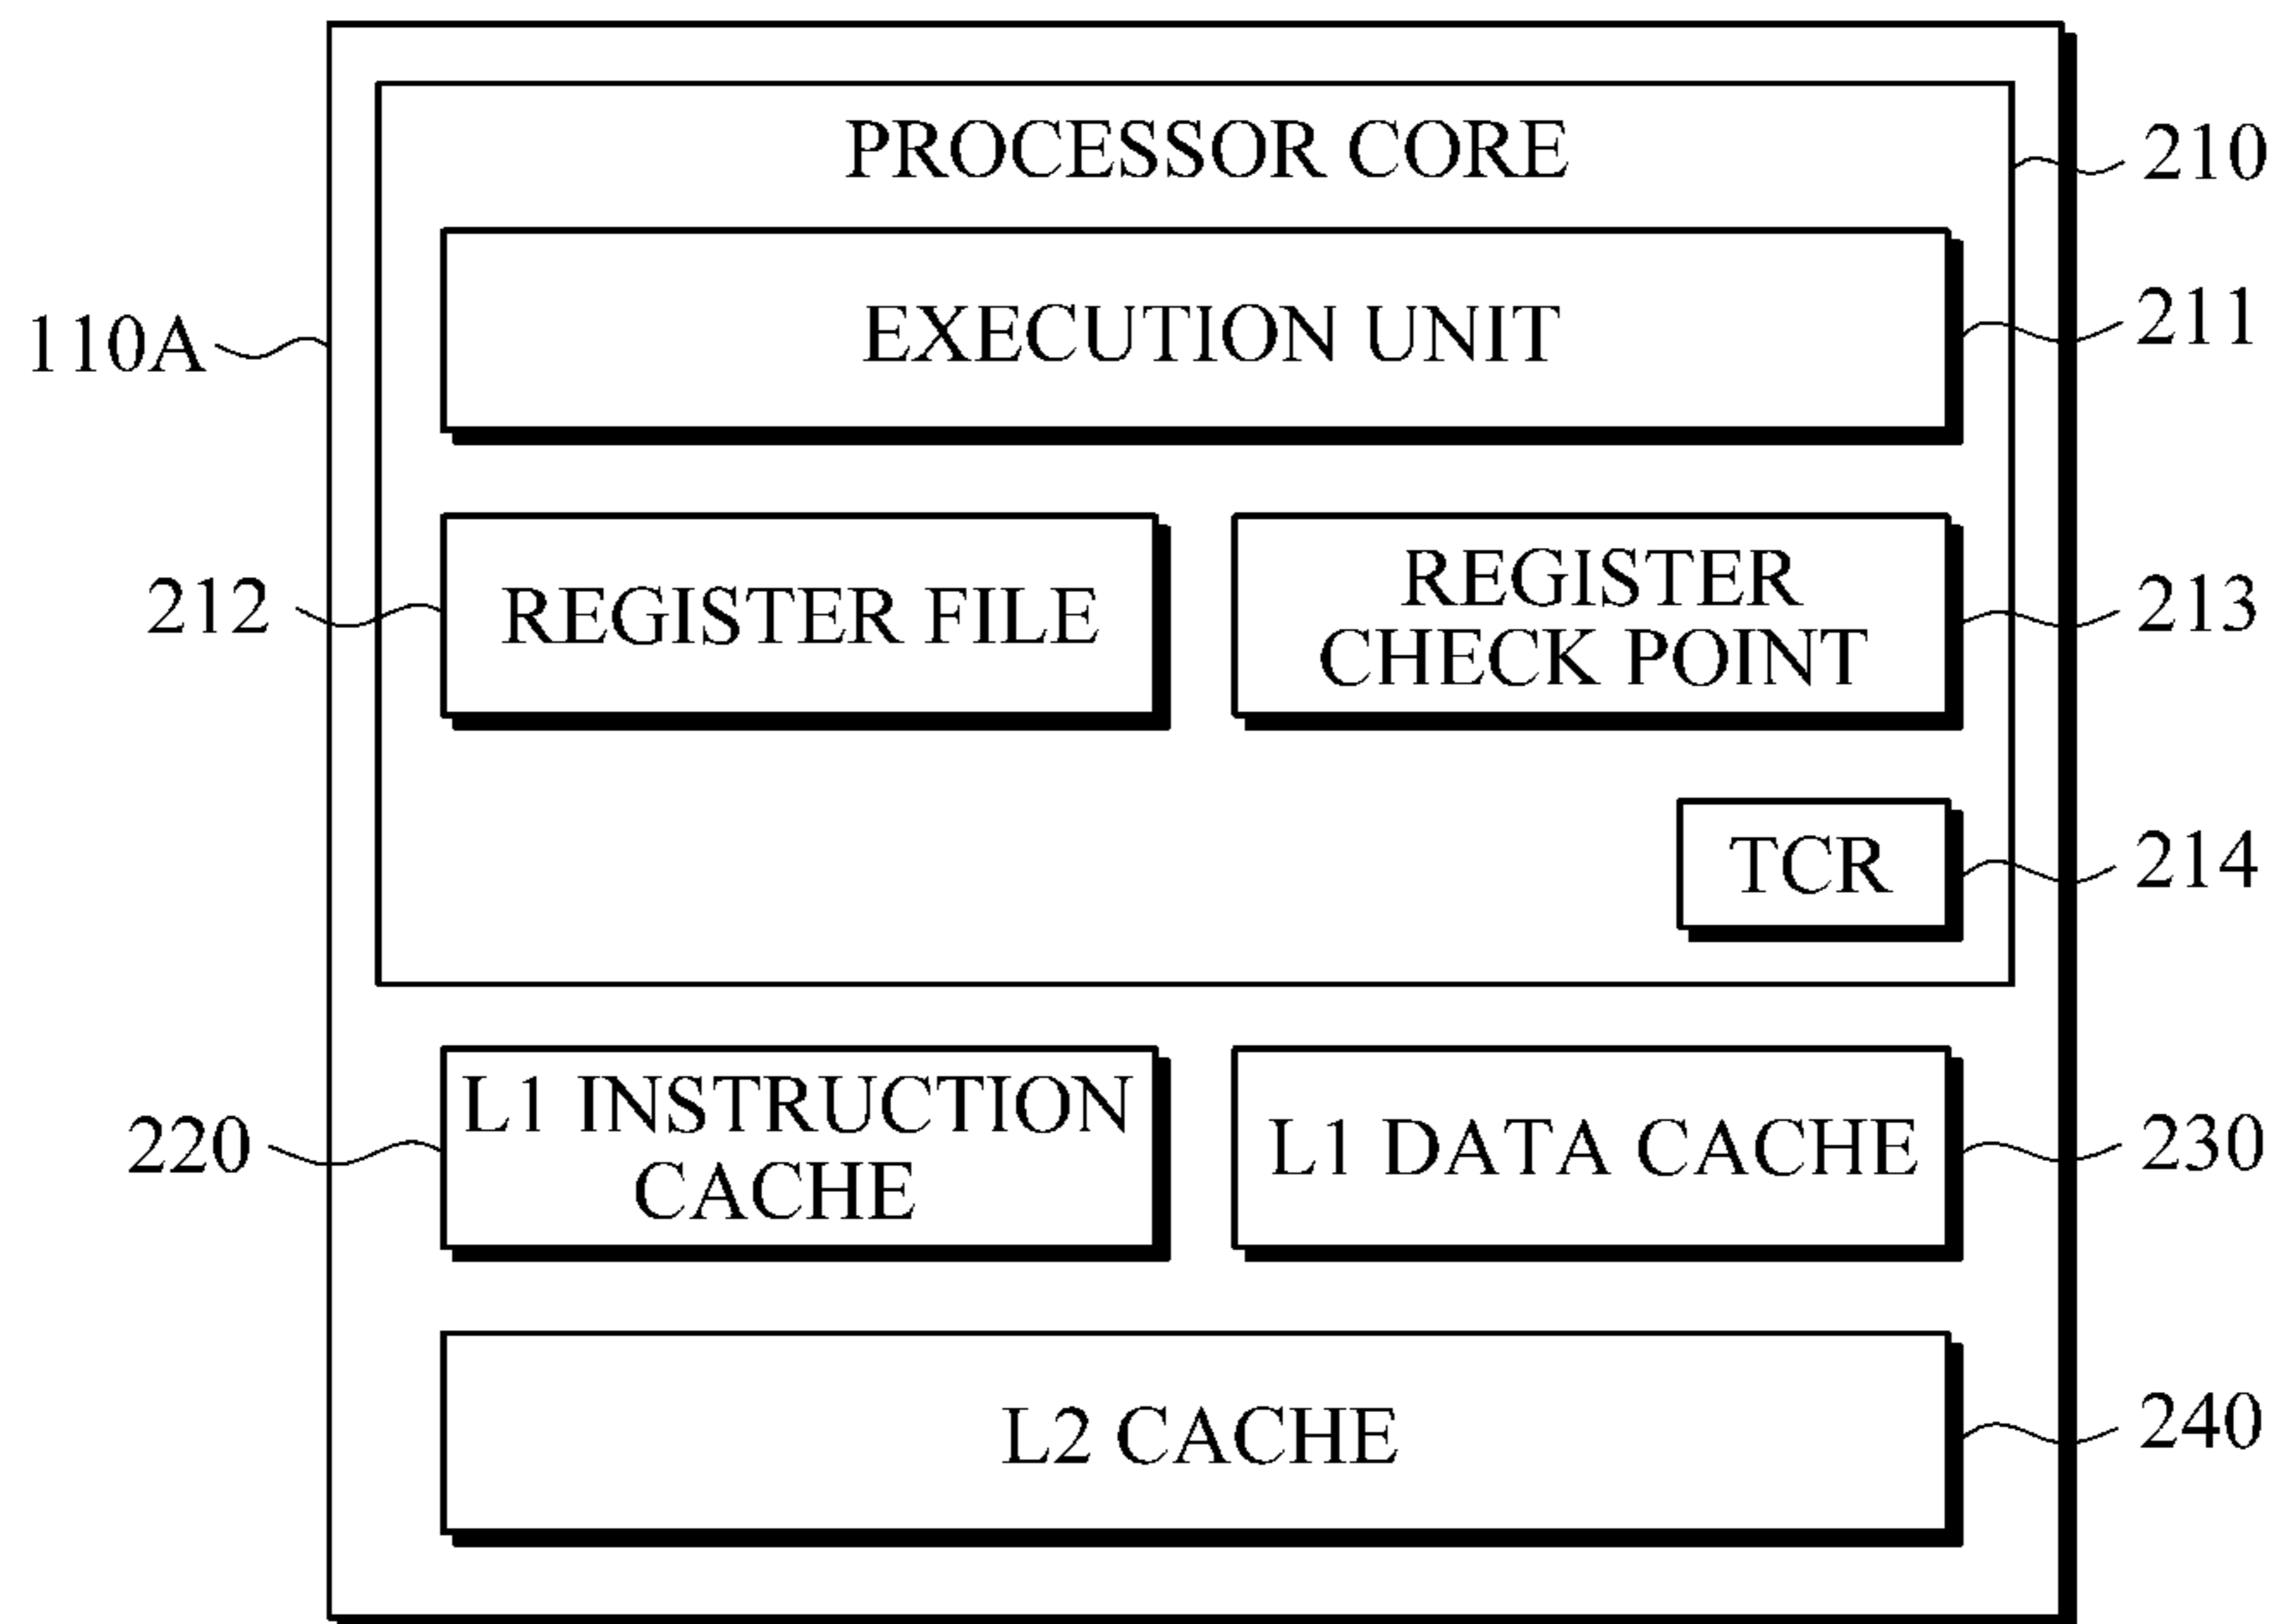 PROCESSOR CORE
210
EXECUTION UNIT
211
110A
REGISTER FILE
212
REGISTER
CHECK POINT
213
TCR
214
L1 INSTRUCTION
CACHE
220
L1 DATA CACHE
230
L2 CACHE
240